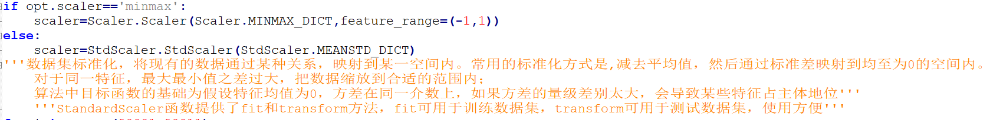 if opt.scaler=='minmax':
    scaler=Scaler.Scaler(Scaler.MINMAX_DICT,feature_range=(-1,1))
else:
    scaler=StdScaler.StdScaler(StdScaler.MEANSTD_DICT)
'''数据集标准化，将现有的数据通过某种关系，映射到某一空间内。常用的标准化方式是,减去平均值，然后通过标准差映射到均至为0的空间内。
    对于同一特征，最大最小值之差过大，把数据缩放到合适的范围内；
    算法中目标函数的基础为假设特征均值为0，方差在同一介数上，如果方差的量级差别太大，会导致某些特征占主体地位'''
    '''StandardScaler函数提供了fit和transform方法，fit可用于训练数据集，transform可用于测试数据集，使用方便'''